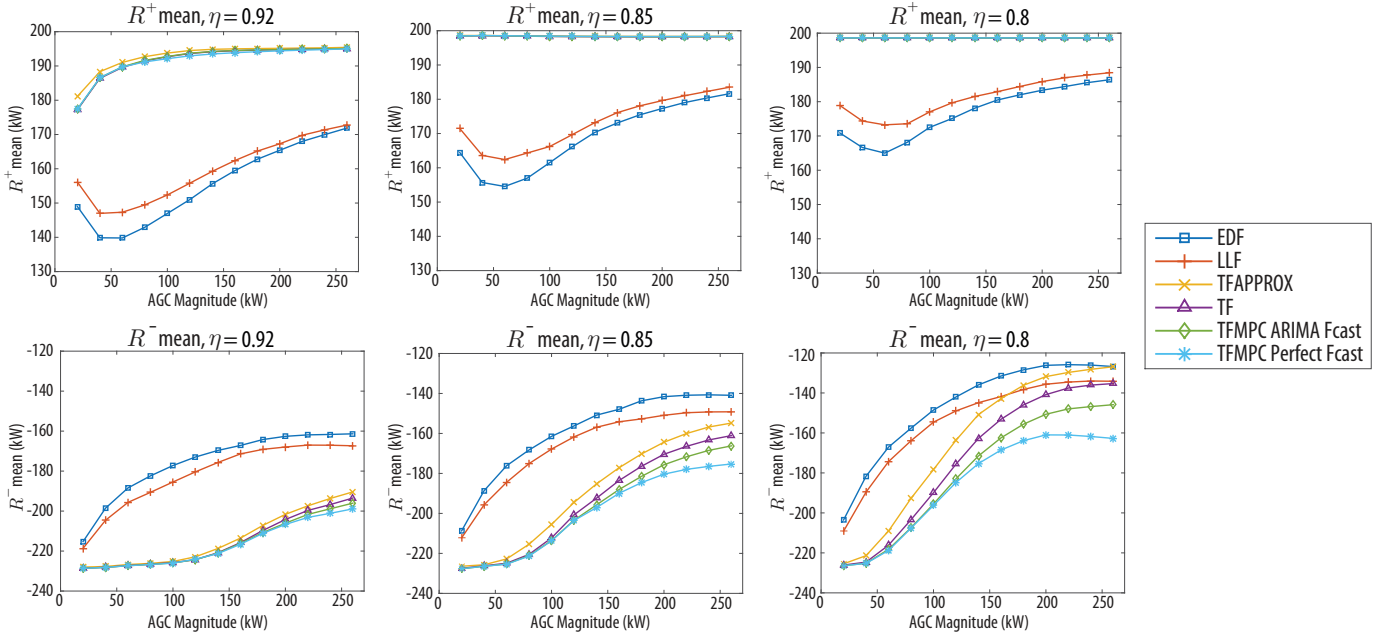 R⁺ mean, η = 0.92
R⁺ mean, η = 0.85
R⁺ mean, η = 0.8
R⁺ mean (kW)
200
190
180
170
160
150
140
130
0 50 100 150 200 250
AGC Magnitude (kW)
R⁺ mean (kW)
200
190
180
170
160
150
140
130
0 50 100 150 200 250
AGC Magnitude (kW)
R⁺ mean (kW)
200
190
180
170
160
150
140
130
0 50 100 150 200 250
AGC Magnitude (kW)
EDF
LLF
TFAPPROX
TF
TFMPC ARIMA Fcast
TFMPC Perfect Fcast
R⁻ mean, η = 0.92
R⁻ mean, η = 0.85
R⁻ mean, η = 0.8
R⁻ mean (kW)
-120
-140
-160
-180
-200
-220
-240
0 50 100 150 200 250
AGC Magnitude (kW)
R⁻ mean (kW)
-120
-140
-160
-180
-200
-220
-240
0 50 100 150 200 250
AGC Magnitude (kW)
R⁻ mean (kW)
-120
-140
-160
-180
-200
-220
-240
0 50 100 150 200 250
AGC Magnitude (kW)